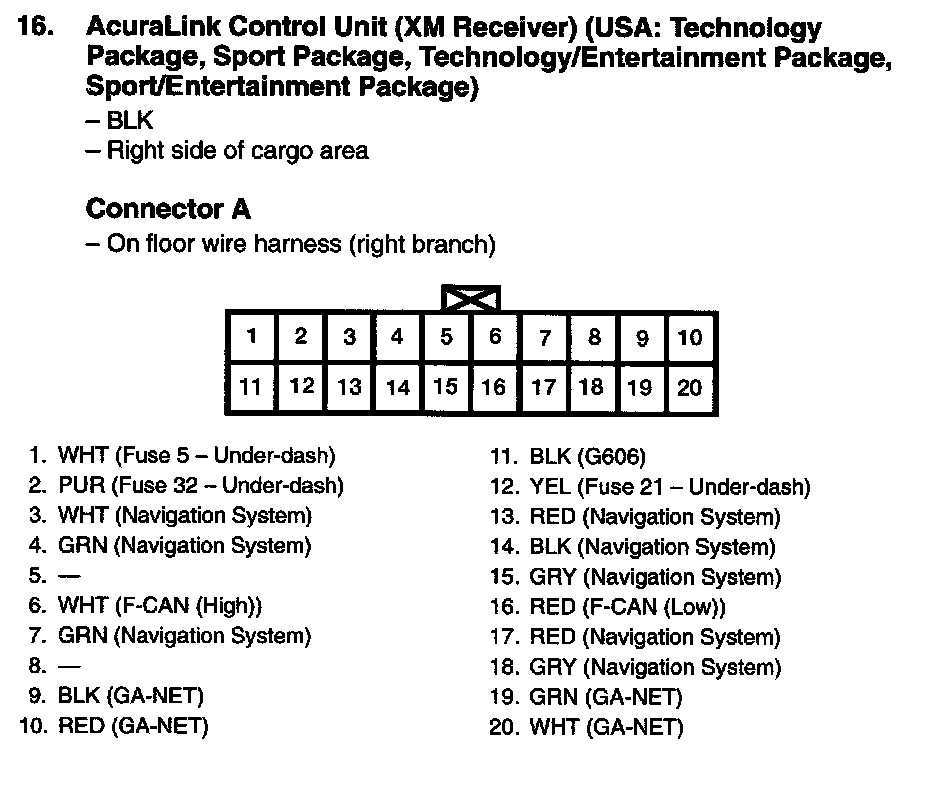 16. AcuraLink Control Unit (XM Receiver) (USA: Technology
Package, Sport Package, Technology/Entertainment Package,
Sport/Entertainment Package)
– BLK
– Right side of cargo area
Connector A
– On floor wire harness (right branch)
1 2 3 4 5 6 7 8 9 10
11 12 13 14 15 16 17 18 19 20
1. WHT (Fuse 5 – Under-dash)
2. PUR (Fuse 32 – Under-dash)
3. WHT (Navigation System)
4. GRN (Navigation System)
5. —
6. WHT (F-CAN (High))
7. GRN (Navigation System)
8. —
9. BLK (GA-NET)
10. RED (GA-NET)
11. BLK (G606)
12. YEL (Fuse 21 – Under-dash)
13. RED (Navigation System)
14. BLK (Navigation System)
15. GRY (Navigation System)
16. RED (F-CAN (Low))
17. RED (Navigation System)
18. GRY (Navigation System)
19. GRN (GA-NET)
20. WHT (GA-NET)